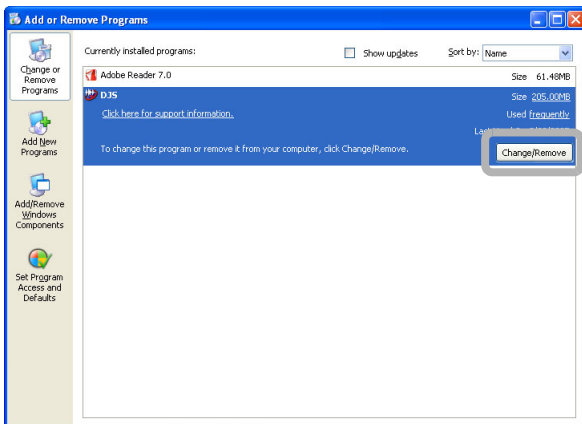 Add or Remove Programs
Change or
Remove
Programs
Add New
Programs
Add/Remove
Windows
Components
Set Program
Access and
Defaults
Currently installed programs:
Show updates
Sort by: Name
Adobe Reader 7.0
Size 61.48MB
DJS
Size 205.00MB
Click here for support information.
Used frequently
To change this program or remove it from your computer, click Change/Remove.
Change/Remove